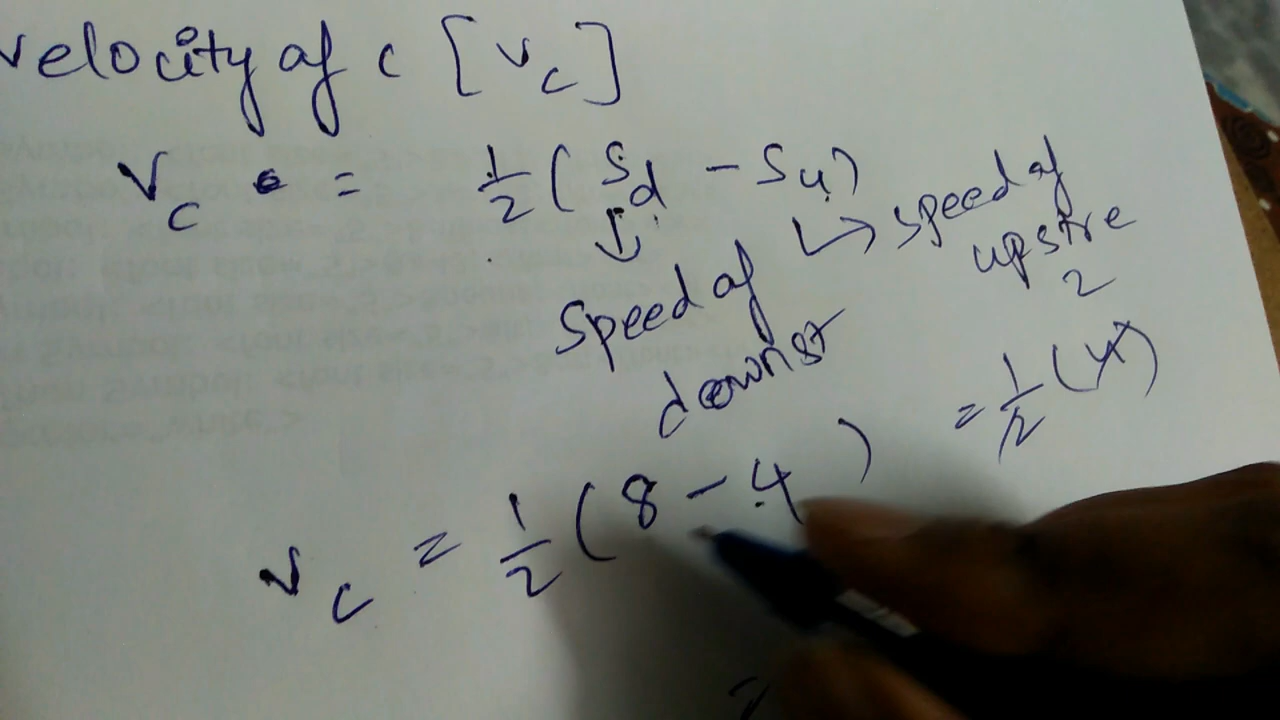 velocity of c [vc]
Vc = 1/2 (Sd - Su)
↓ Speed of downst
↳ speed of upstre
2
= 1/2 (4)
vc = 1/2 (8 - 4)
=